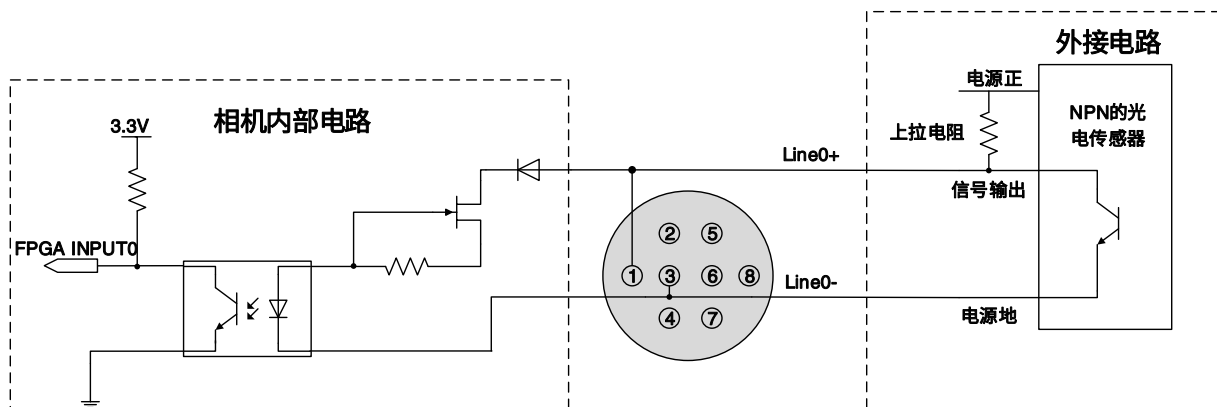 外接电路
电源正
相机内部电路
NPN的光
电传感器
3.3V
上拉电阻
Line0+
信号输出
FPGA INPUT0
② ⑤
① ③ ⑥ ⑧
Line0-
④ ⑦
电源地